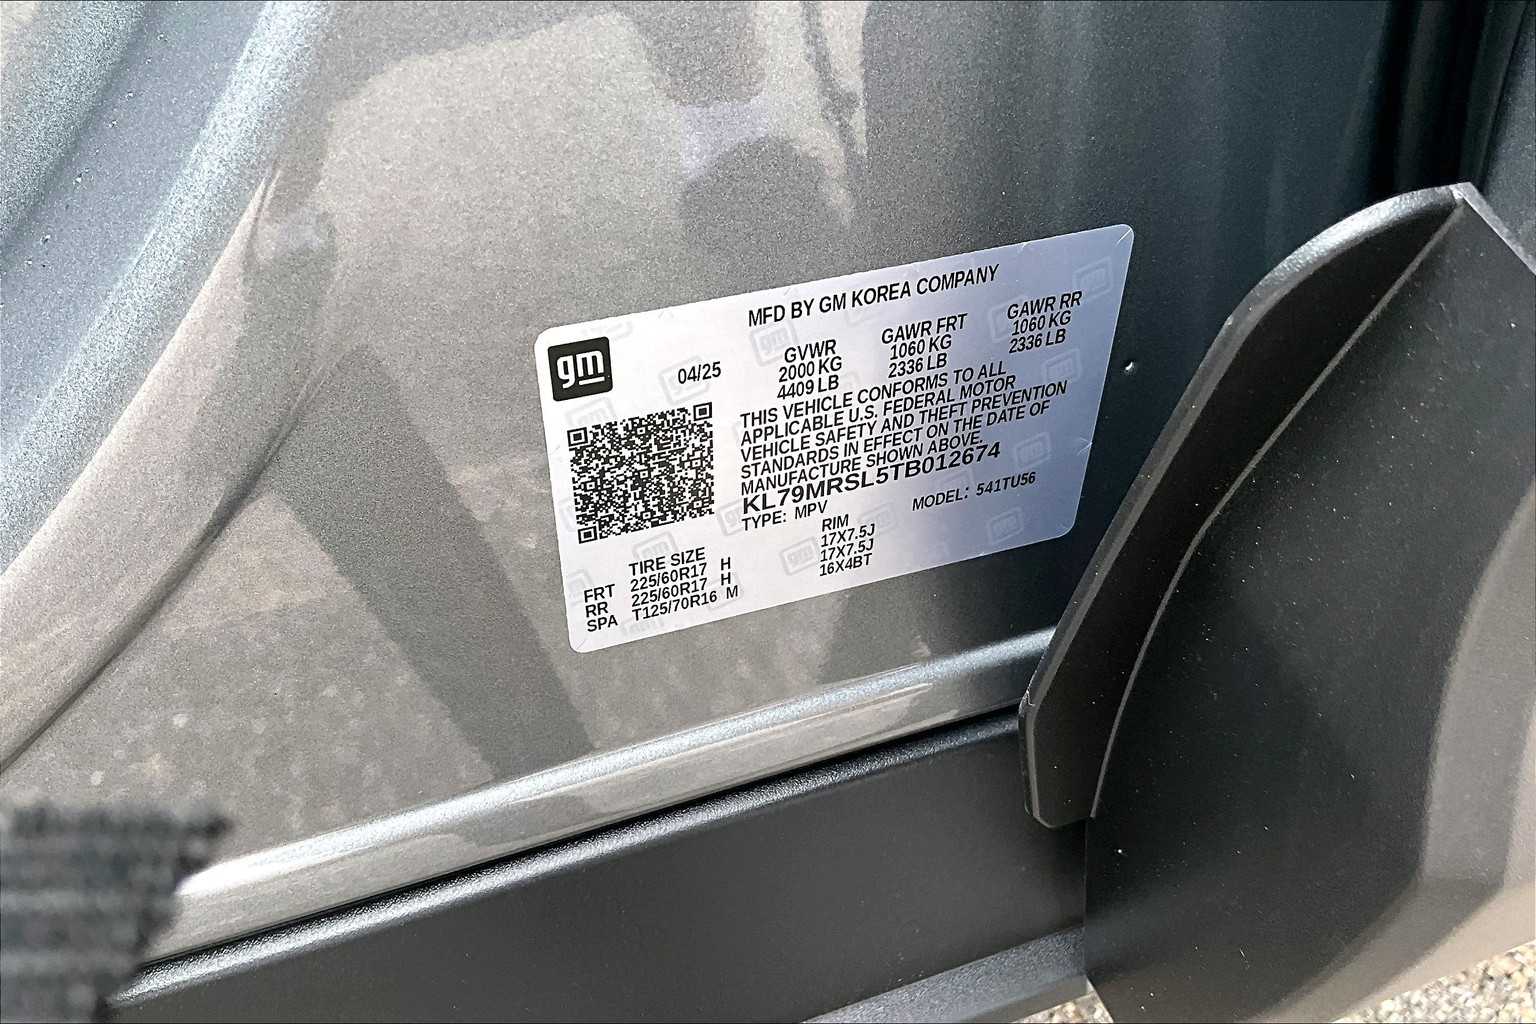 MFD BY GM KOREA COMPANY
gm
04/25
GVWR
2000 KG
4409 LB
GAWR FRT
1060 KG
2336 LB
GAWR RR
1060 KG
2336 LB
THIS VEHICLE CONFORMS TO ALL
APPLICABLE U.S. FEDERAL MOTOR
VEHICLE SAFETY AND THEFT PREVENTION
STANDARDS IN EFFECT ON THE DATE OF
MANUFACTURE SHOWN ABOVE.
KL79MRSL5TB012674
TYPE: MPV
MODEL: 541TU56
TIRE SIZE
RIM
FRT 225/60R17 H 17X7.5J
RR 225/60R17 H 17X7.5J
SPA T125/70R16 M 16X4BT